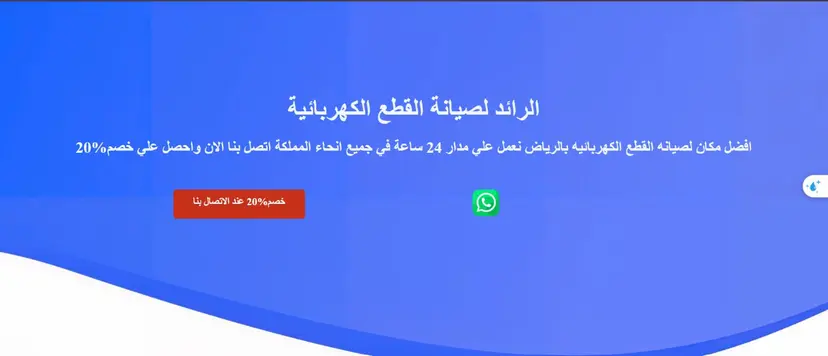 الرائد لصيانة القطع الكهربائية
افضل مكان لصيانه القطع الكهربائيه بالرياض نعمل علي مدار 24 ساعة في جميع انحاء المملكة اتصل بنا الان واحصل علي خصم20%
خصم20% عند الاتصال بنا